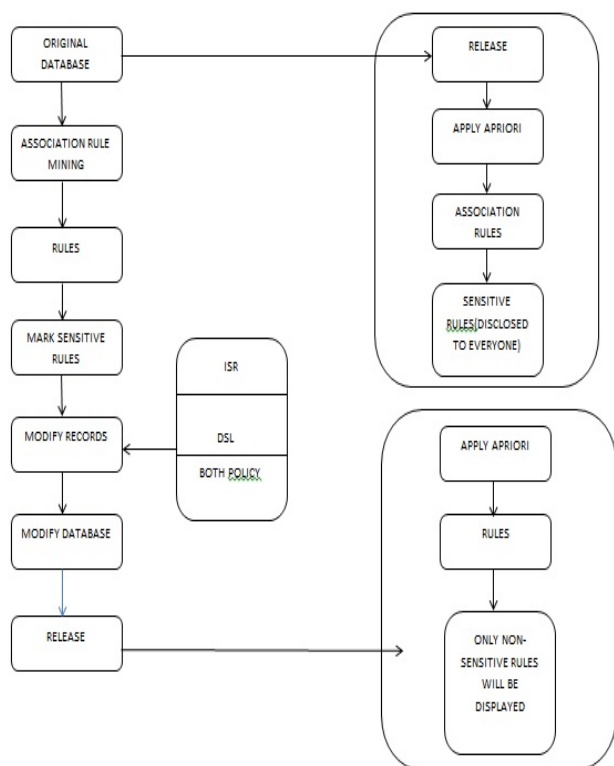 ORIGINAL
DATABASE
ASSOCIATION RULE
MINING
RULES
MARK SENSITIVE
RULES
MODIFY RECORDS
MODIFY DATABASE
RELEASE
ISR
DSL
BOTH POLICY
RELEASE
APPLY APRIORI
ASSOCIATION
RULES
SENSITIVE
RULES(DISCLOSED
TO EVERYONE)
APPLY APRIORI
RULES
ONLY NON-
SENSITIVE RULES
WILL BE
DISPLAYED